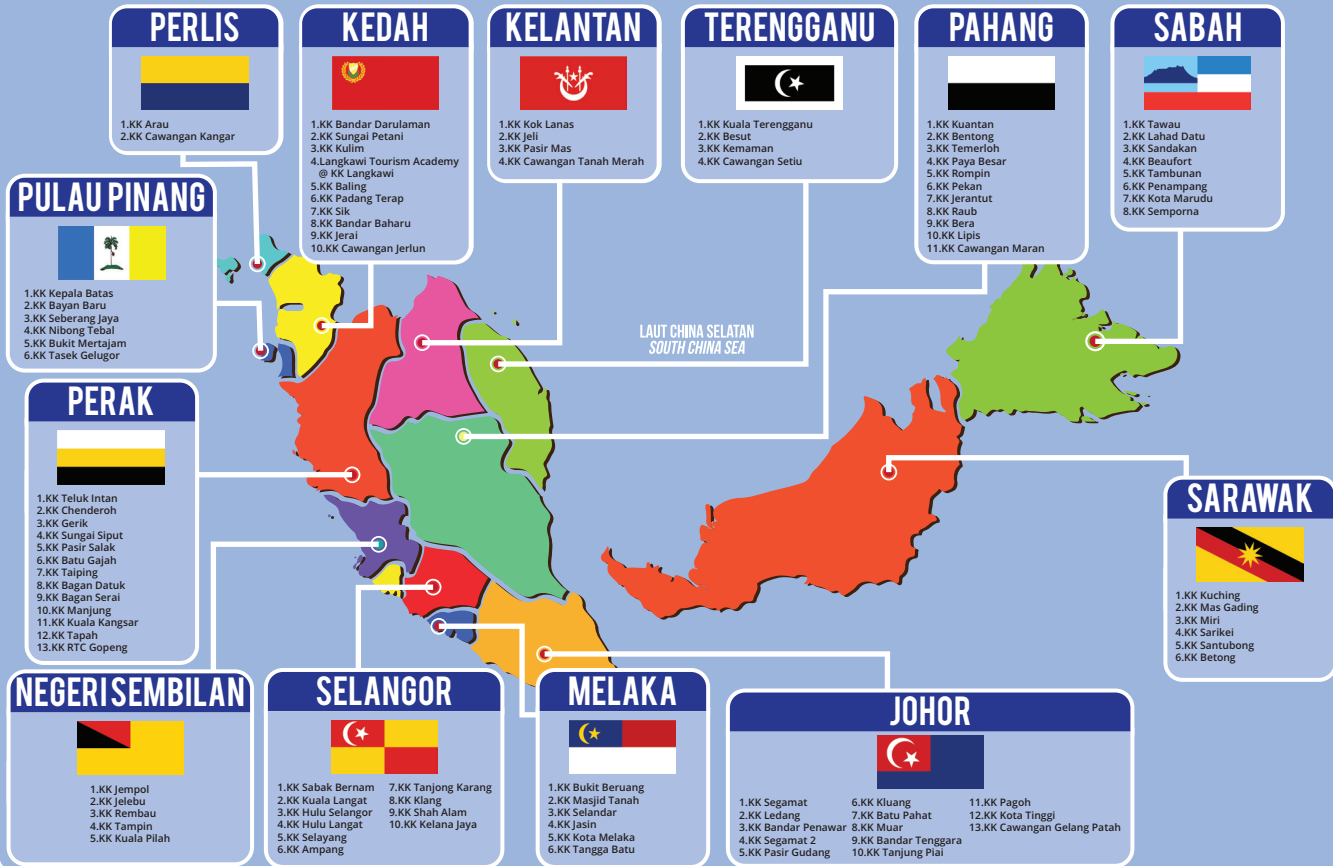 PERLIS
1.KK Arau
2.KK Cawangan Kangar
KEDAH
1.KK Bandar Darulaman
2.KK Sungai Petani
3.KK Kulim
4.Langkawi Tourism Academy
@ KK Langkawi
5.KK Baling
6.KK Padang Terap
7.KK Sik
8.KK Bandar Baharu
9.KK Jerai
10.KK Cawangan Jerlun
KELANTAN
1.KK Kok Lanas
2.KK Jeli
3.KK Pasir Mas
4.KK Cawangan Tanah Merah
TERENGGANU
1.KK Kuala Terengganu
2.KK Besut
3.KK Kemaman
4.KK Cawangan Setiu
PAHANG
1.KK Kuantan
2.KK Bentong
3.KK Temerloh
4.KK Paya Besar
5.KK Rompin
6.KK Pekan
7.KK Jerantut
8.KK Raub
9.KK Bera
10.KK Lipis
11.KK Cawangan Maran
SABAH
1.KK Tawau
2.KK Lahad Datu
3.KK Sandakan
4.KK Beaufort
5.KK Tambunan
6.KK Penampang
7.KK Kota Marudu
8.KK Semporna
PULAU PINANG
1.KK Kepala Batas
2.KK Bayan Baru
3.KK Seberang Jaya
4.KK Nibong Tebal
5.KK Bukit Mertajam
6.KK Tasek Gelugor
LAUT CHINA SELATAN
SOUTH CHINA SEA
PERAK
1.KK Teluk Intan
2.KK Chenderoh
3.KK Gerik
4.KK Sungai Siput
5.KK Pasir Salak
6.KK Batu Gajah
7.KK Taiping
8.KK Bagan Datuk
9.KK Bagan Serai
10.KK Manjung
11.KK Kuala Kangsar
12.KK Tapah
13.KK RTC Gopeng
SARAWAK
1.KK Kuching
2.KK Mas Gading
3.KK Miri
4.KK Sarikei
5.KK Santubong
6.KK Betong
NEGERI SEMBILAN
1.KK Jempol
2.KK Jelebu
3.KK Rembau
4.KK Tampin
5.KK Kuala Pilah
SELANGOR
1.KK Sabak Bernam
2.KK Kuala Langat
3.KK Hulu Selangor
4.KK Hulu Langat
5.KK Selayang
6.KK Ampang
7.KK Tanjong Karang
8.KK Klang
9.KK Shah Alam
10.KK Kelana Jaya
MELAKA
1.KK Bukit Beruang
2.KK Masjid Tanah
3.KK Selandar
4.KK Jasin
5.KK Kota Melaka
6.KK Tangga Batu
JOHOR
1.KK Segamat
2.KK Ledang
3.KK Bandar Penawar
4.KK Segamat 2
5.KK Pasir Gudang
6.KK Kluang
7.KK Batu Pahat
8.KK Muar
9.KK Bandar Tenggara
10.KK Tanjung Piai
11.KK Pagoh
12.KK Kota Tinggi
13.KK Cawangan Gelang Patah